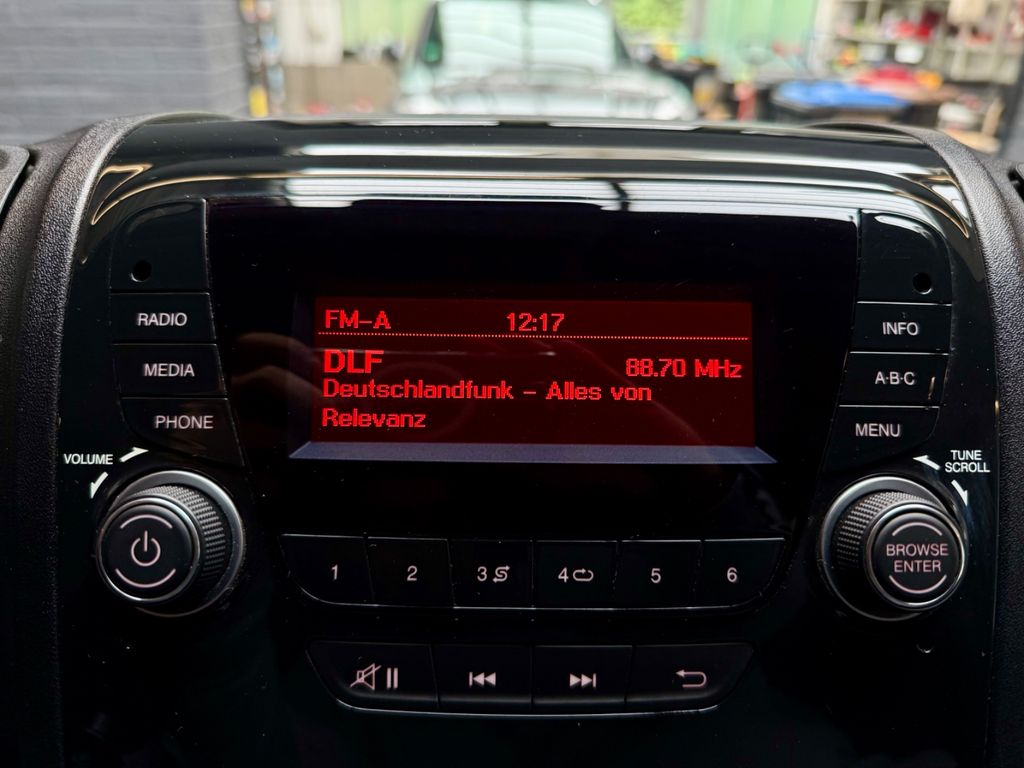 RADIO
MEDIA
PHONE
VOLUME
FM-A 12:17
DLF 88.70 MHz
Deutschlandfunk - Alles von
Relevanz
INFO
A·B·C
MENU
TUNE
SCROLL
BROWSE
ENTER
1 2 3 4 5 6